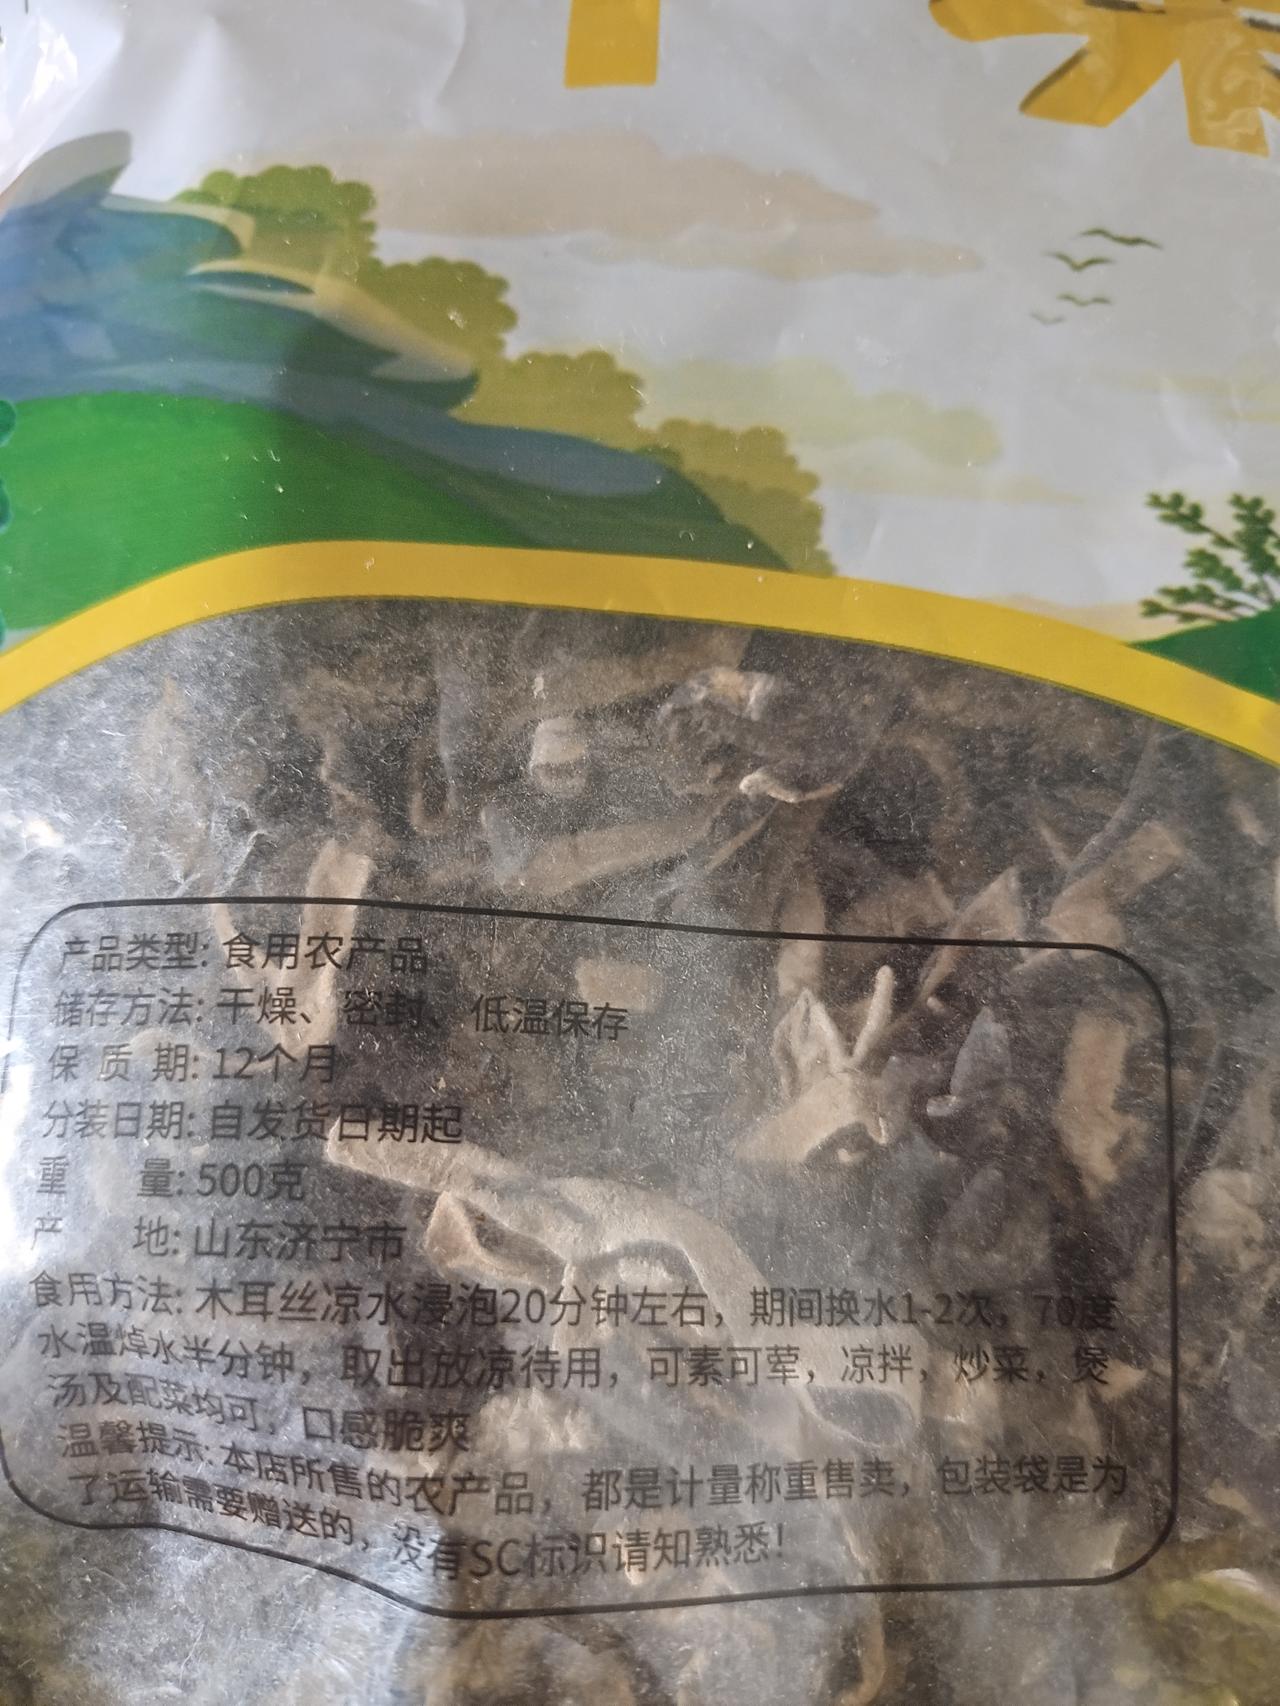 产品类型: 食用农产品
储存方法: 干燥、密封、低温保存
保 质 期: 12个月
分装日期: 自发货日期起
重 量: 500克
产 地: 山东济宁市
食用方法: 木耳丝凉水浸泡20分钟左右，期间换水1-2次，70度
水温焯水半分钟，取出放凉待用，可素可荤，凉拌，炒菜，煲
汤及配菜均可，口感脆爽
温馨提示: 本店所售的农产品，都是计量称重售卖，包装袋是为
了运输需要赠送的，没有SC标识请知熟悉!